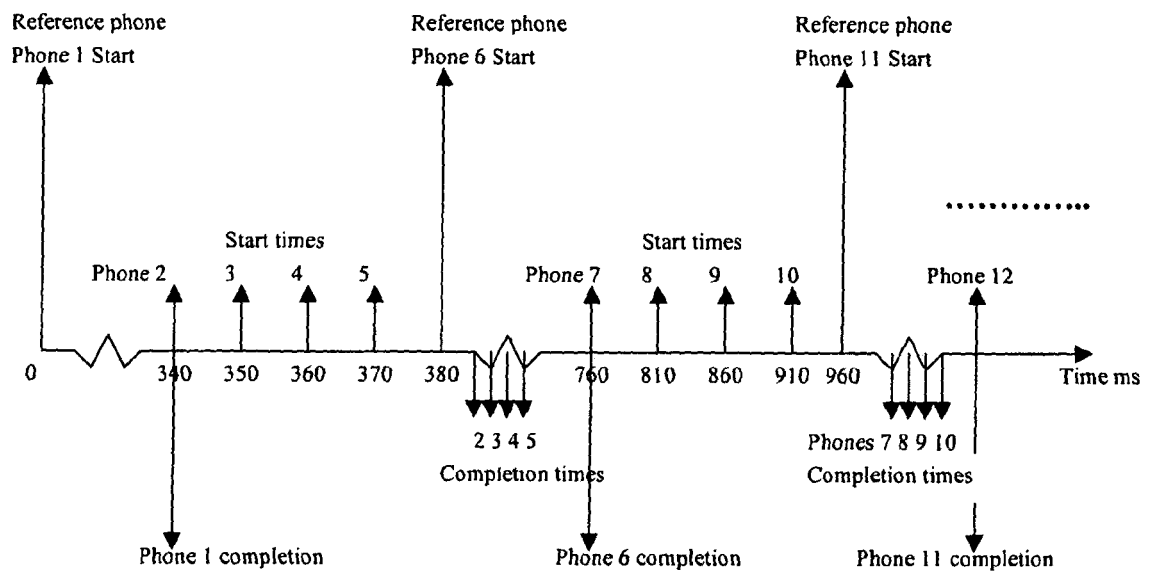 Reference phone
Phone 1 Start
Reference phone
Phone 6 Start
Reference phone
Phone 11 Start
Start times
Phone 2 3 4 5
Start times
Phone 7 8 9 10
Phone 12
0 340 350 360 370 380 760 810 860 910 960 Time ms
2 3 4 5
Completion times
Phones 7 8 9 10
Completion times
Phone 1 completion
Phone 6 completion
Phone 11 completion